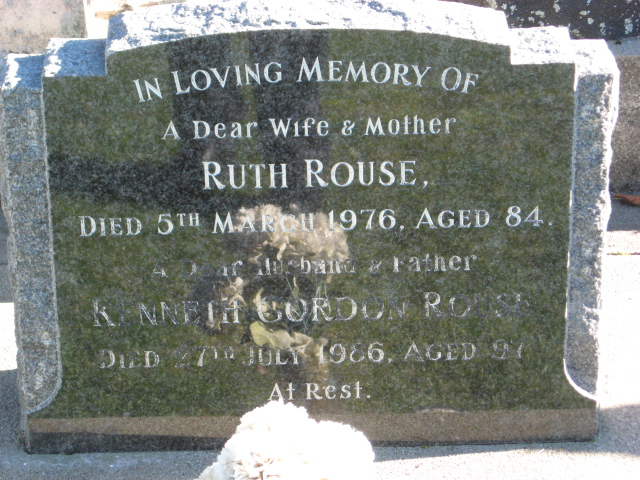 IN LOVING MEMORY OF
A Dear Wife & Mother
RUTH ROUSE,
DIED 5TH MARCH 1976, AGED 84.
A Dear Husband & Father
KENNETH GORDON ROUSE
DIED 27TH JULY 1986, AGED 97
At Rest.